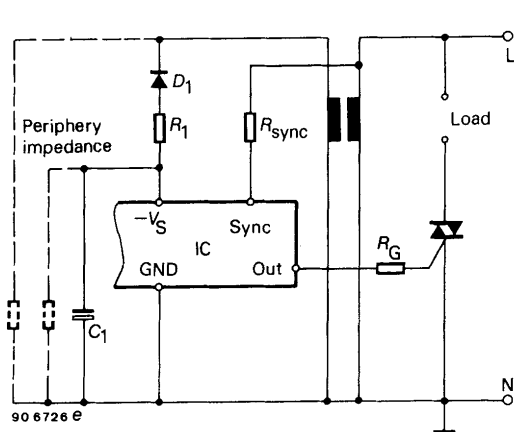 L
D1
Periphery
impedance
R1
Rsync
Load
−VS
Sync
IC
RG
GND
Out
C1
N
90 6726 e